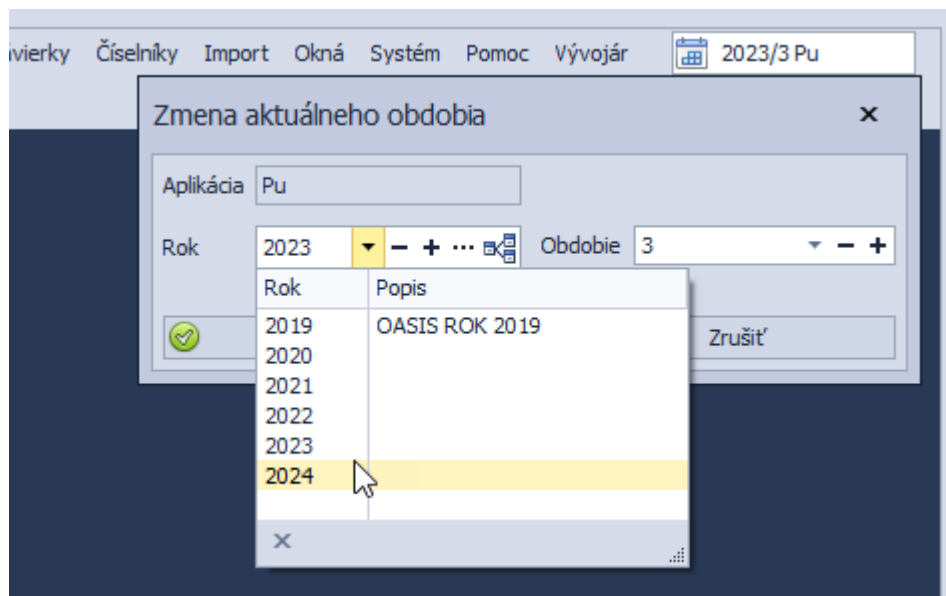 Číselníky Import Okná Systém Pomoc Vývojár 2023/3 Pu
Zmena aktuálneho obdobia
Aplikácia Pu
Rok 2023 Obdobie 3
Rok Popis
2019 OASIS ROK 2019
2020
2021
2022
2023
2024
Zrušiť